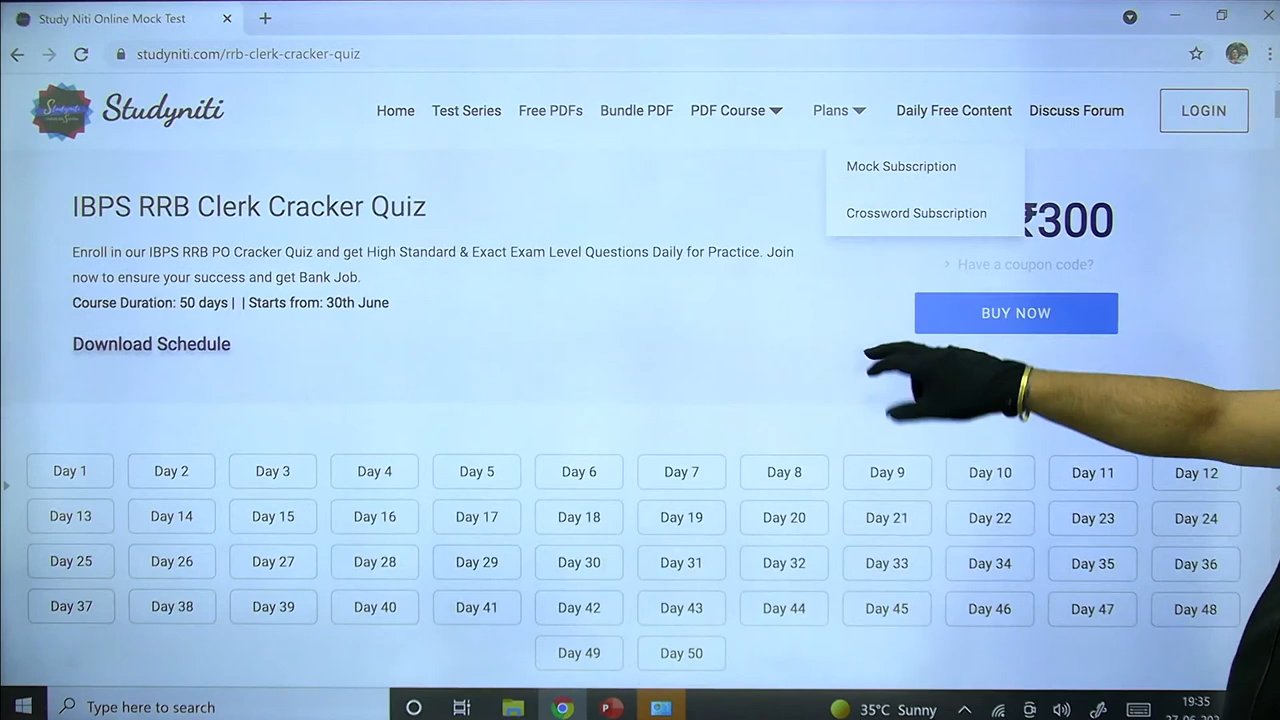 Study Niti Online Mock Test
studyniti.com/rrb-clerk-cracker-quiz
Studyniti
Home Test Series Free PDFs Bundle PDF PDF Course Plans Daily Free Content Discuss Forum LOGIN
Mock Subscription
Crossword Subscription
IBPS RRB Clerk Cracker Quiz
₹300
Enroll in our IBPS RRB PO Cracker Quiz and get High Standard & Exact Exam Level Questions Daily for Practice. Join
now to ensure your success and get Bank Job.
Have a coupon code?
Course Duration: 50 days | | Starts from: 30th June
BUY NOW
Download Schedule
Day 1 Day 2 Day 3 Day 4 Day 5 Day 6 Day 7 Day 8 Day 9 Day 10 Day 11 Day 12
Day 13 Day 14 Day 15 Day 16 Day 17 Day 18 Day 19 Day 20 Day 21 Day 22 Day 23 Day 24
Day 25 Day 26 Day 27 Day 28 Day 29 Day 30 Day 31 Day 32 Day 33 Day 34 Day 35 Day 36
Day 37 Day 38 Day 39 Day 40 Day 41 Day 42 Day 43 Day 44 Day 45 Day 46 Day 47 Day 48
Day 49 Day 50
Type here to search
35°C Sunny
19:35